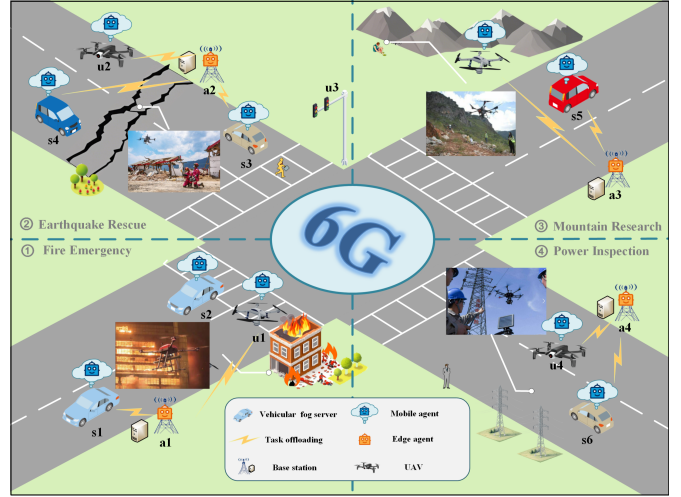 u2
a2
u3
s4
s3
s5
a3
② Earthquake Rescue
③ Mountain Research
6G
① Fire Emergency
④ Power Inspection
s2
u1
a4
u4
s1
a1
s6
Vehicular fog server
Mobile agent
Task offloading
Edge agent
Base station
UAV